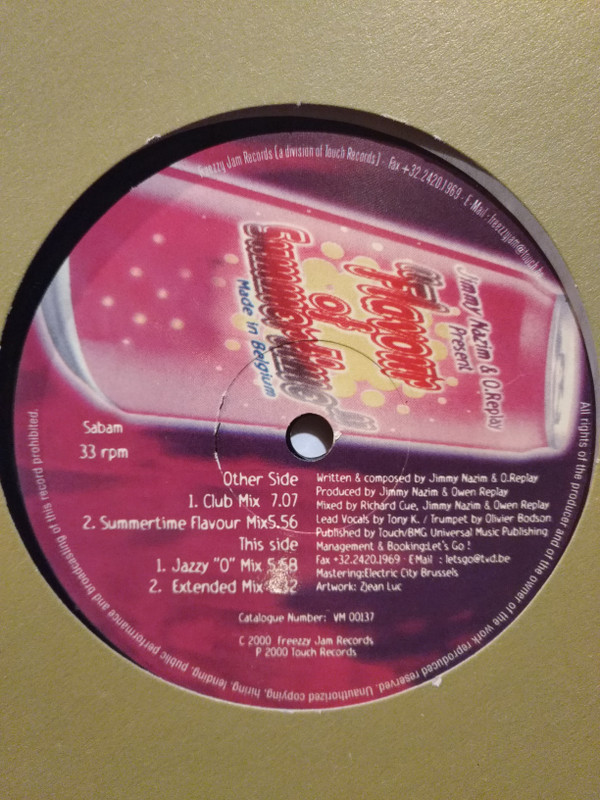 Freezzy Jam Records (a division of Touch Records) - Fax +32.2420.1969 - E-Mail : freezzyjam@touch.
Jimmy Nazim & O.Replay
Present
"Flavour
of
Summertime"
Made in Belgium
Sabam
33 rpm
Other Side
1. Club Mix 7.07
2. Summertime Flavour Mix5.56
This side
1. Jazzy "O" Mix 5.58
2. Extended Mix
Written & composed by Jimmy Nazim & O.Replay
Produced by Jimmy Nazim & Owen Replay
Mixed by Richard Cue, Jimmy Nazim & Owen Replay
Lead Vocals by Tony K. / Trumpet by Olivier Bodson
Published by Touch/BMG Universal Music Publishing
Management & Booking:Let's Go !
Fax +32.2420.1969 · EMail : letsgo@tvd.be
Mastering:Electric City Brussels
Artwork: Zjean Luc
Catalogue Number: VM 00137
C 2000 Freezzy Jam Records
P 2000 Touch Records
All rights of the producer and of the owner of the work reproduced reserved. Unauthorized copying, hiring, lending, public performance and broadcasting of this record prohibited.